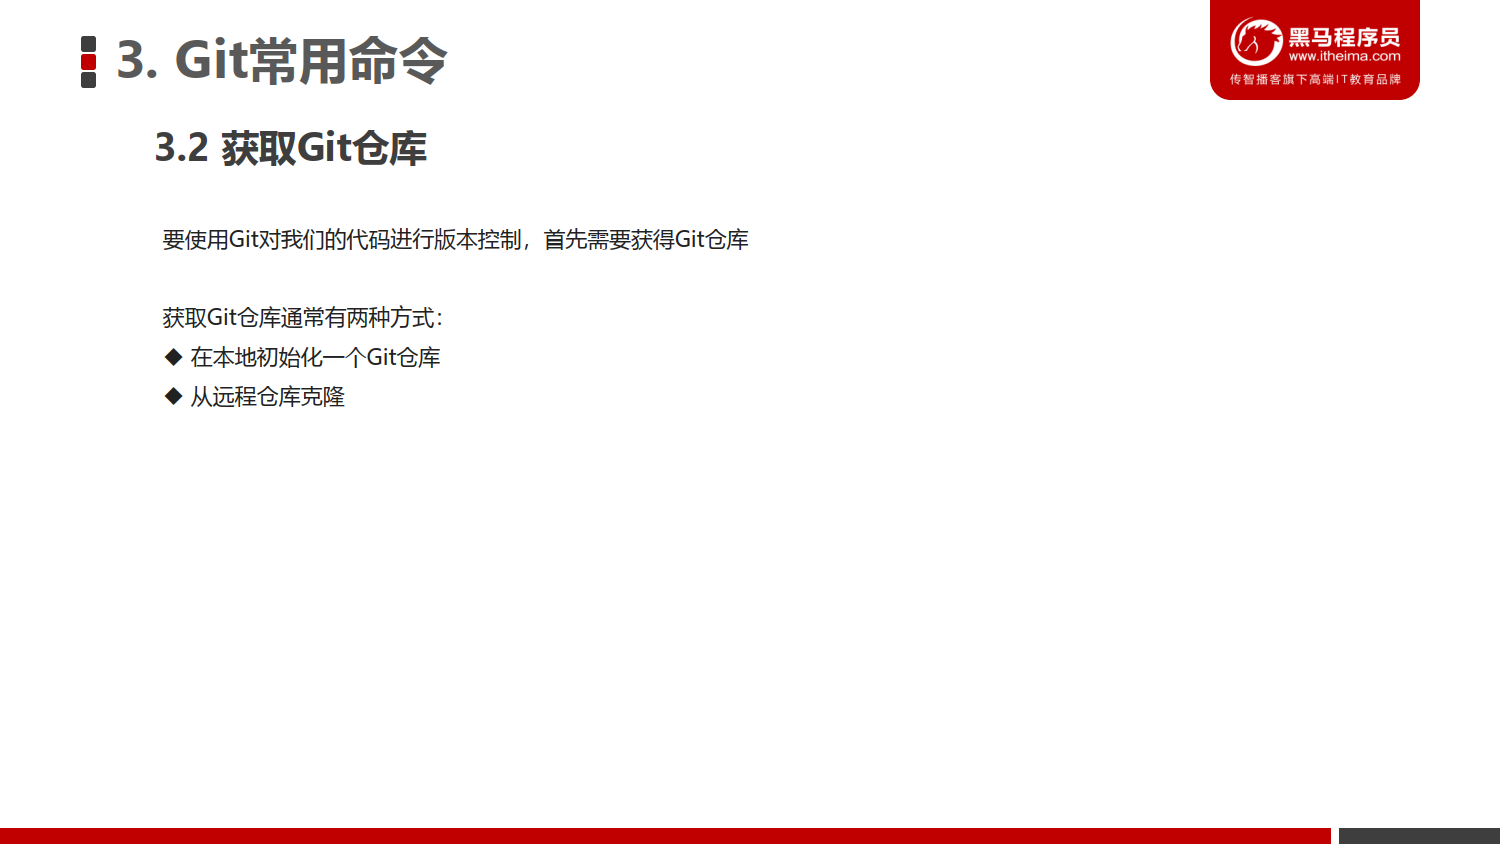 3. Git常用命令
黑马程序员
www.itheima.com
传智播客旗下高端IT教育品牌
3.2 获取Git仓库
要使用Git对我们的代码进行版本控制，首先需要获得Git仓库
获取Git仓库通常有两种方式：
◆ 在本地初始化一个Git仓库
◆ 从远程仓库克隆